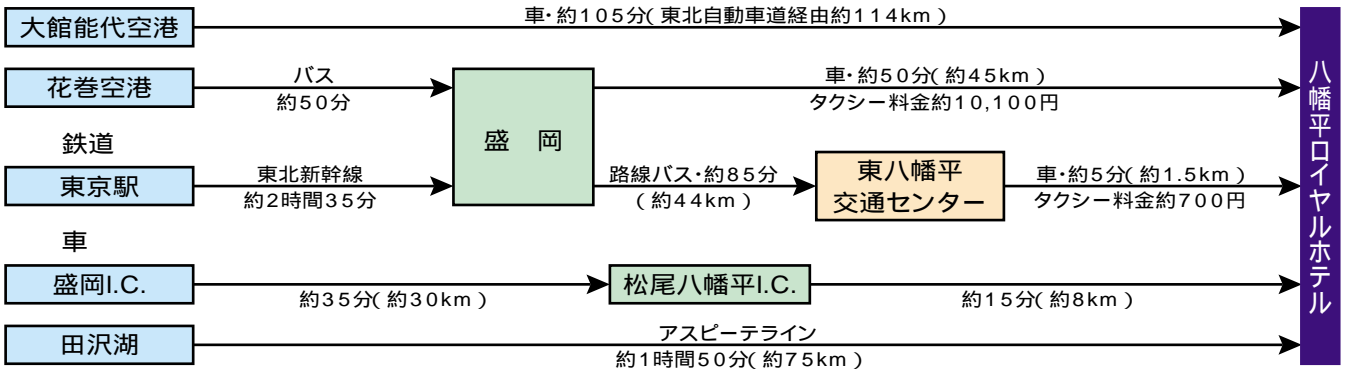 大館能代空港
車・約105分(東北自動車道経由約114km)
花巻空港
バス
約50分
盛　岡
車・約50分(約45km)
タクシー料金約10,100円
鉄道
東京駅
東北新幹線
約2時間35分
路線バス・約85分
(約44km)
東八幡平
交通センター
車・約5分(約1.5km)
タクシー料金約700円
車
盛岡I.C.
約35分(約30km)
松尾八幡平I.C.
約15分(約8km)
田沢湖
アスピーテライン
約1時間50分(約75km)
八幡平ロイヤルホテル